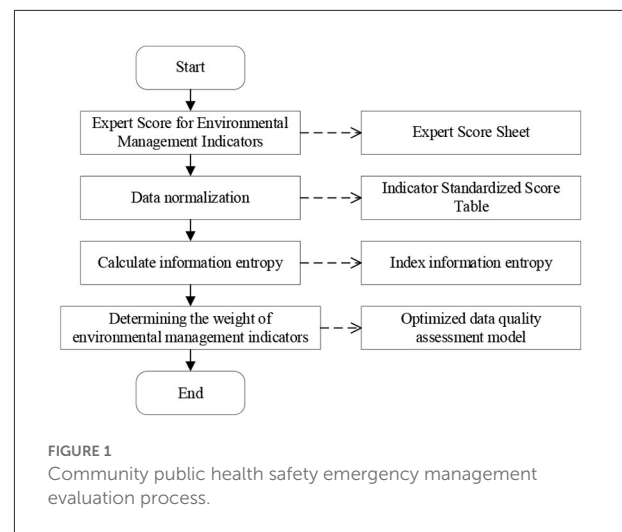 Start
Expert Score for Environmental
Management Indicators
Expert Score Sheet
Data normalization
Indicator Standardized Score
Table
Calculate information entropy
Index information entropy
Determining the weight of
environmental management indicators
Optimized data quality
assessment model
End
FIGURE 1
Community public health safety emergency management
evaluation process.